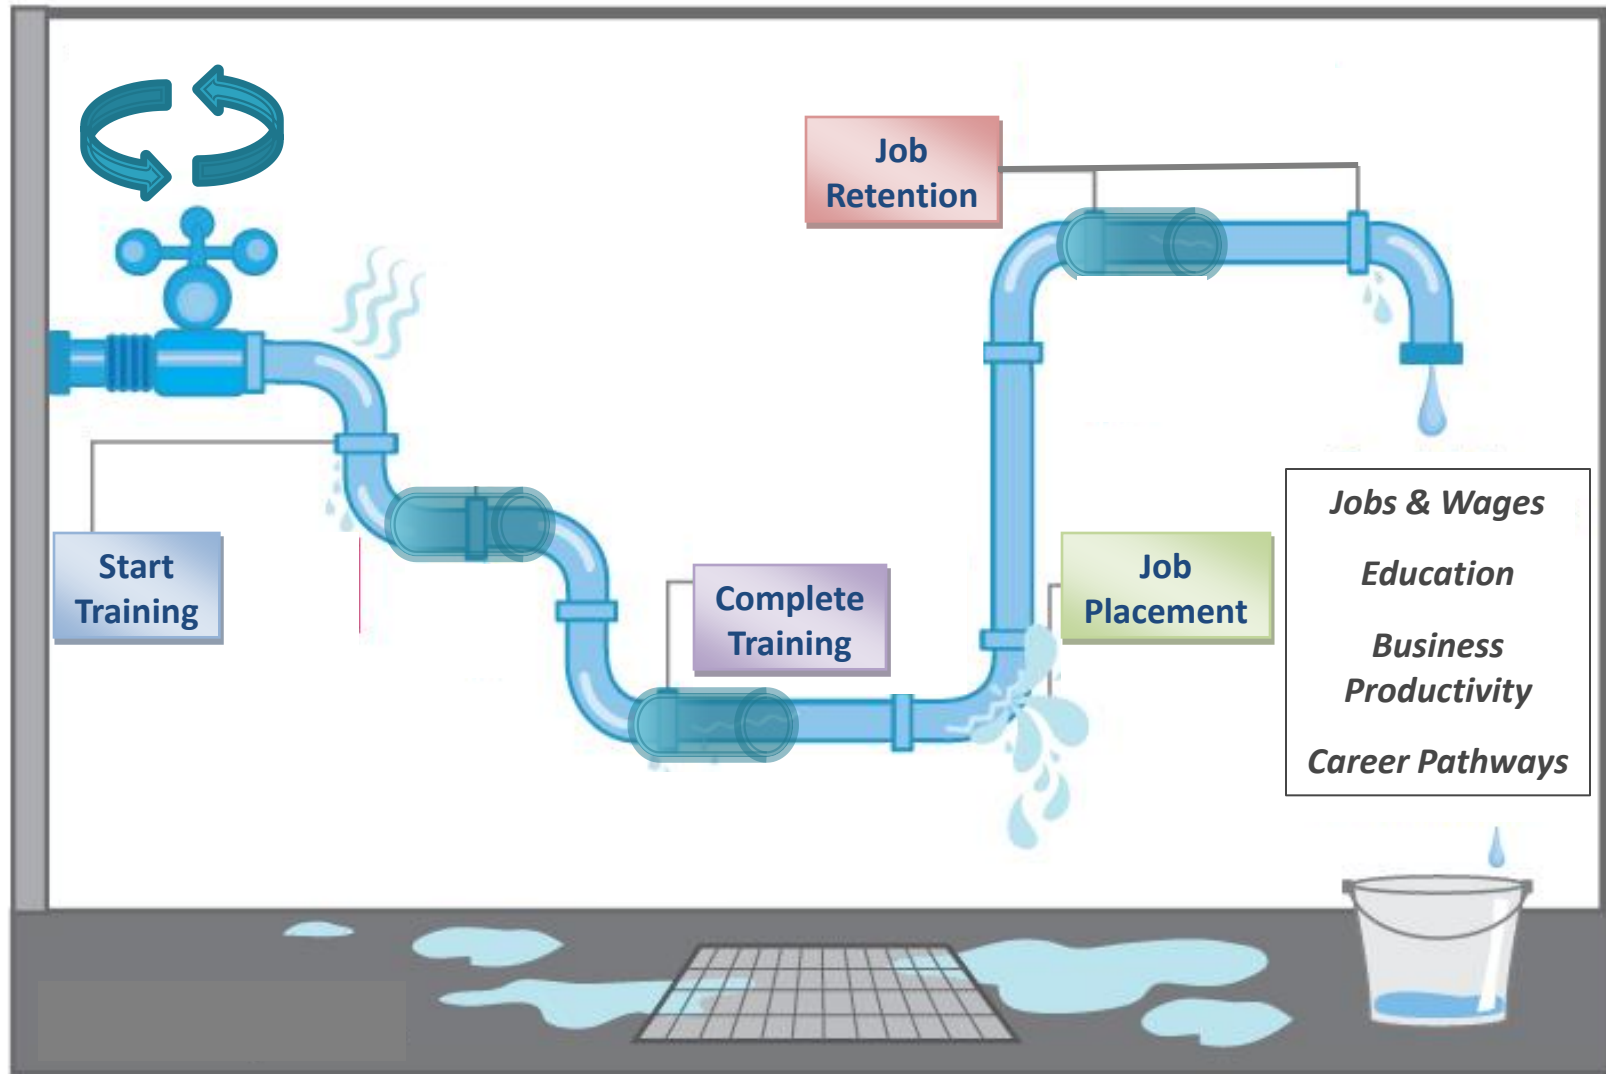 Job
Retention
Start
Training
Complete
Training
Job
Placement
Jobs & Wages
Education
Business
Productivity
Career Pathways